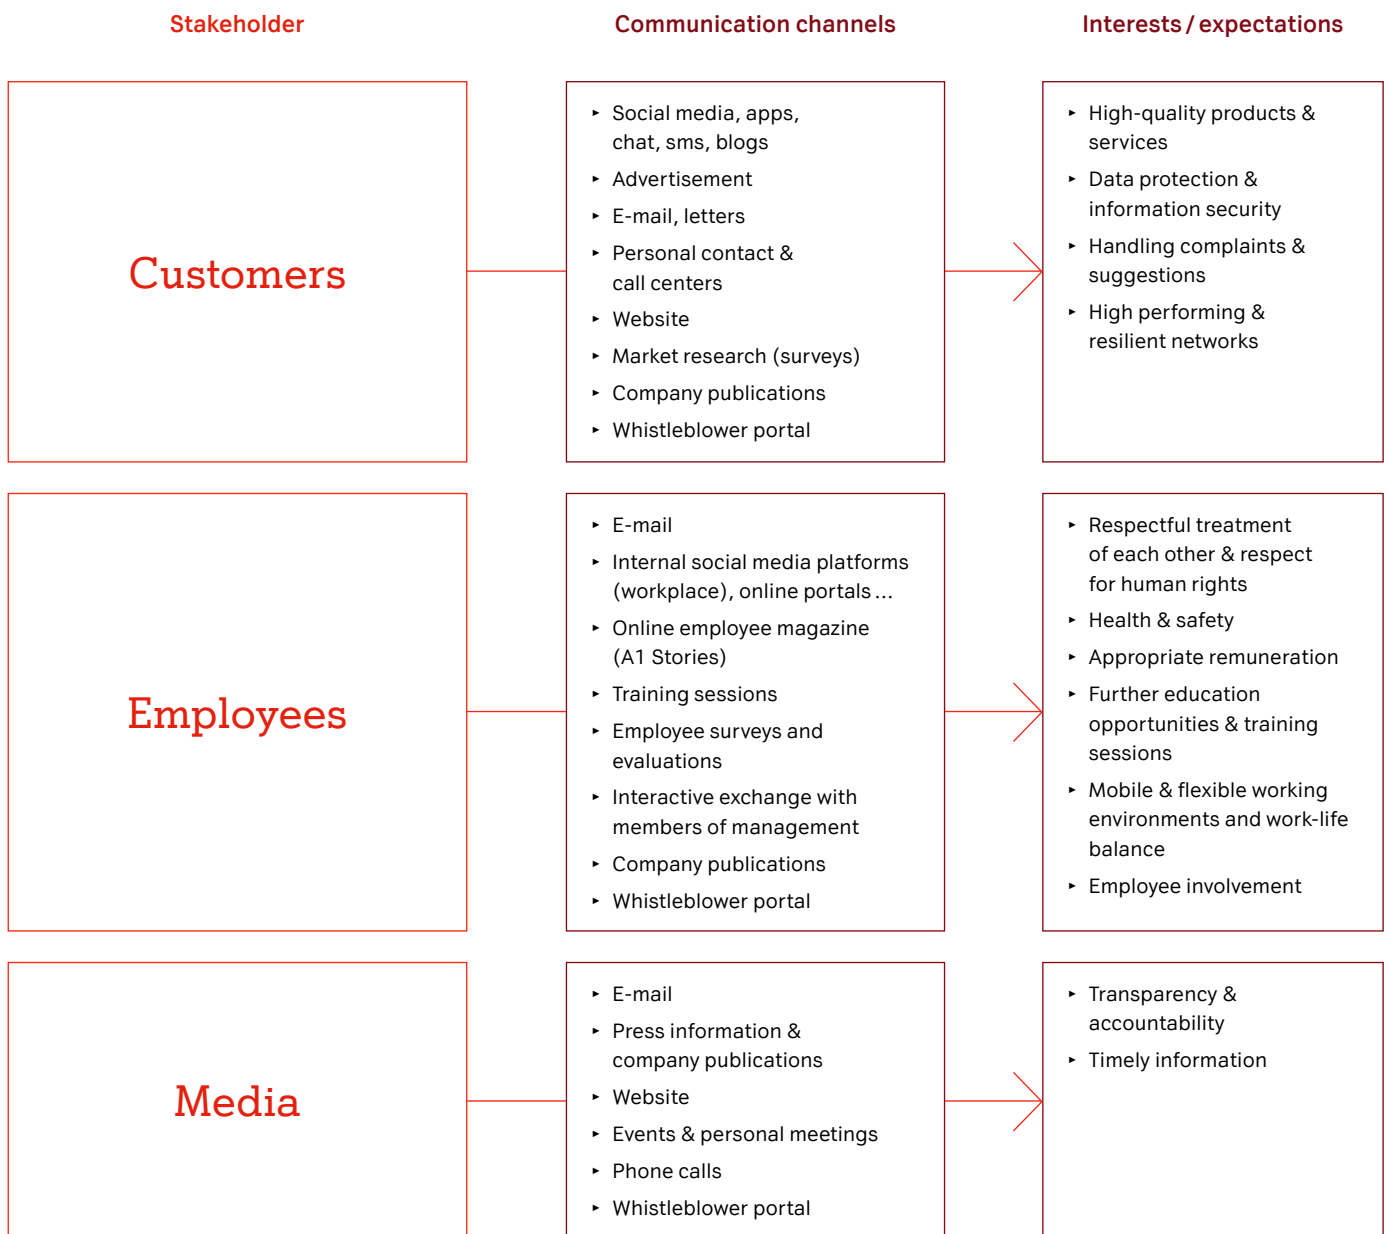 Stakeholder
Communication channels
Interests / expectations
Customers
‣ Social media, apps,
chat, sms, blogs
‣ Advertisement
‣ E-mail, letters
‣ Personal contact &
call centers
‣ Website
‣ Market research (surveys)
‣ Company publications
‣ Whistleblower portal
‣ High-quality products &
services
‣ Data protection &
information security
‣ Handling complaints &
suggestions
‣ High performing &
resilient networks
Employees
‣ E-mail
‣ Internal social media platforms
(workplace), online portals ...
‣ Online employee magazine
(A1 Stories)
‣ Training sessions
‣ Employee surveys and
evaluations
‣ Interactive exchange with
members of management
‣ Company publications
‣ Whistleblower portal
‣ Respectful treatment
of each other & respect
for human rights
‣ Health & safety
‣ Appropriate remuneration
‣ Further education
opportunities & training
sessions
‣ Mobile & flexible working
environments and work-life
balance
‣ Employee involvement
Media
‣ E-mail
‣ Press information &
company publications
‣ Website
‣ Events & personal meetings
‣ Phone calls
‣ Whistleblower portal
‣ Transparency &
accountability
‣ Timely information